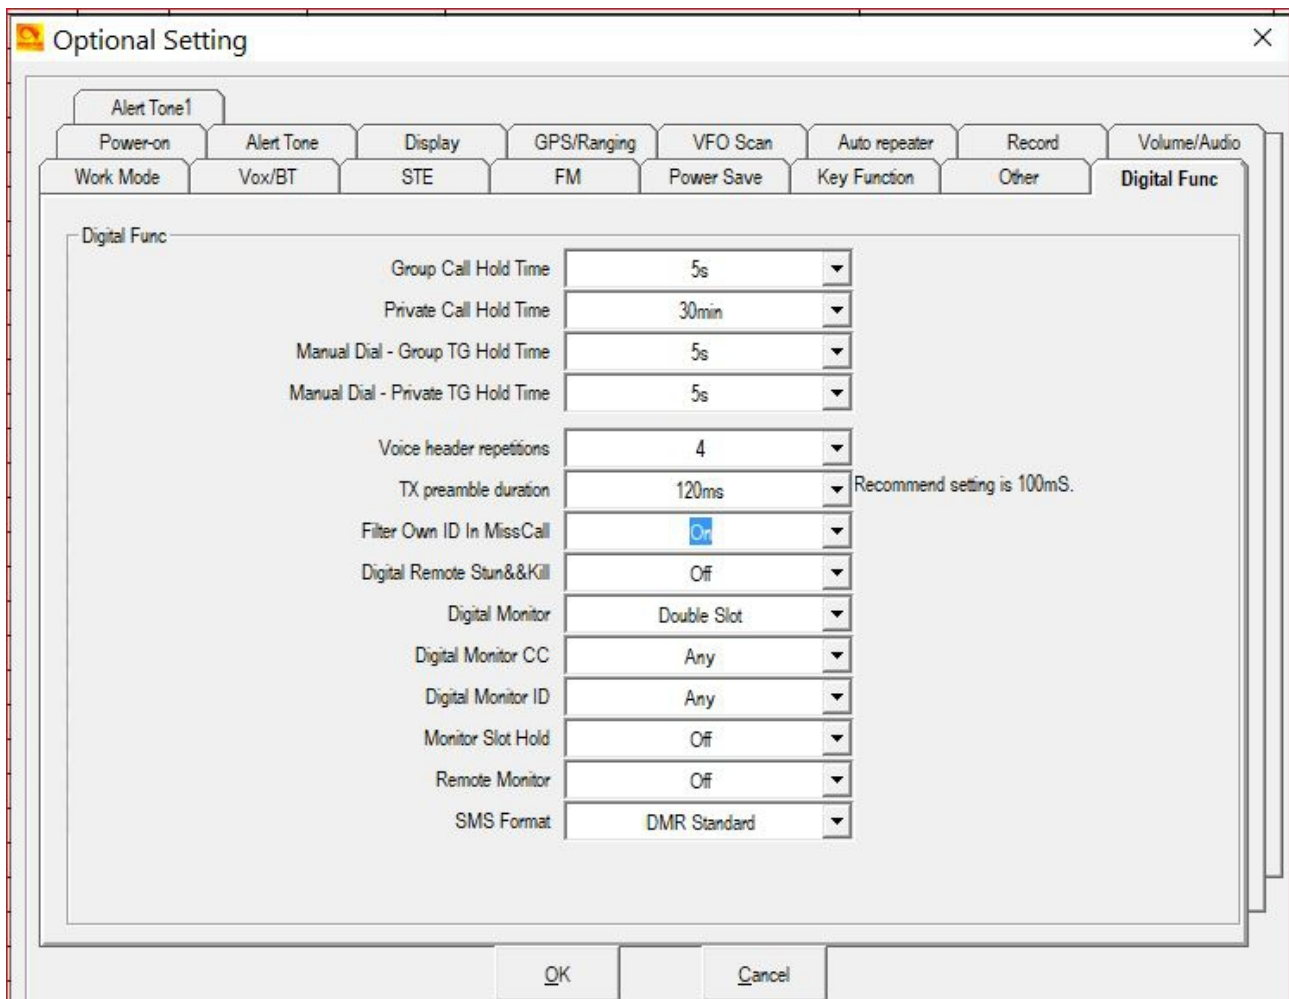 Optional Setting
Alert Tone1
Power-on Alert Tone Display GPS/Ranging VFO Scan Auto repeater Record Volume/Audio
Work Mode Vox/BT STE FM Power Save Key Function Other Digital Func
Digital Func
Group Call Hold Time 5s
Private Call Hold Time 30min
Manual Dial - Group TG Hold Time 5s
Manual Dial - Private TG Hold Time 5s
Voice header repetitions 4
TX preamble duration 120ms Recommend setting is 100mS.
Filter Own ID In MissCall On
Digital Remote Stun&&Kill Off
Digital Monitor Double Slot
Digital Monitor CC Any
Digital Monitor ID Any
Monitor Slot Hold Off
Remote Monitor Off
SMS Format DMR Standard
OK Cancel